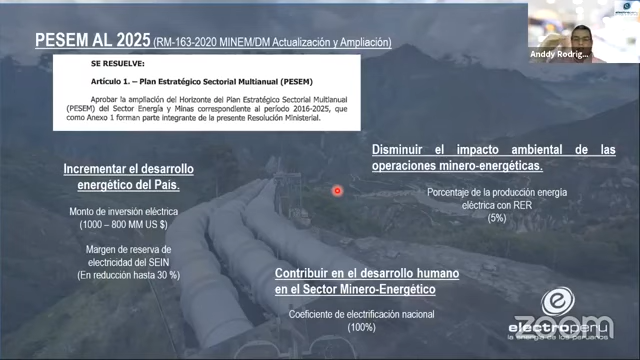 PESEM AL 2025 (RM-163-2020 MINEM/DM Actualización y Ampliación)
Anddy Rodrig...
SE RESUELVE:
Artículo 1. – Plan Estratégico Sectorial Multianual (PESEM)
Aprobar la ampliación del Horizonte del Plan Estratégico Sectorial Multianual
(PESEM) del Sector Energía y Minas correspondiente al periodo 2016-2025, que
como Anexo 1 forman parte integrante de la presente Resolución Ministerial.
Incrementar el desarrollo
energético del País.
Monto de inversión eléctrica
(1000 – 800 MM US $)
Margen de reserva de
electricidad del SEIN
(En reducción hasta 30 %)
Disminuir el impacto ambiental de las
operaciones minero-energéticas.
Porcentaje de la producción energía
eléctrica con RER
(5%)
Contribuir en el desarrollo humano
en el Sector Minero-Energético
Coeficiente de electrificación nacional
(100%)
electroperu
la energía de los peruanos
zoom